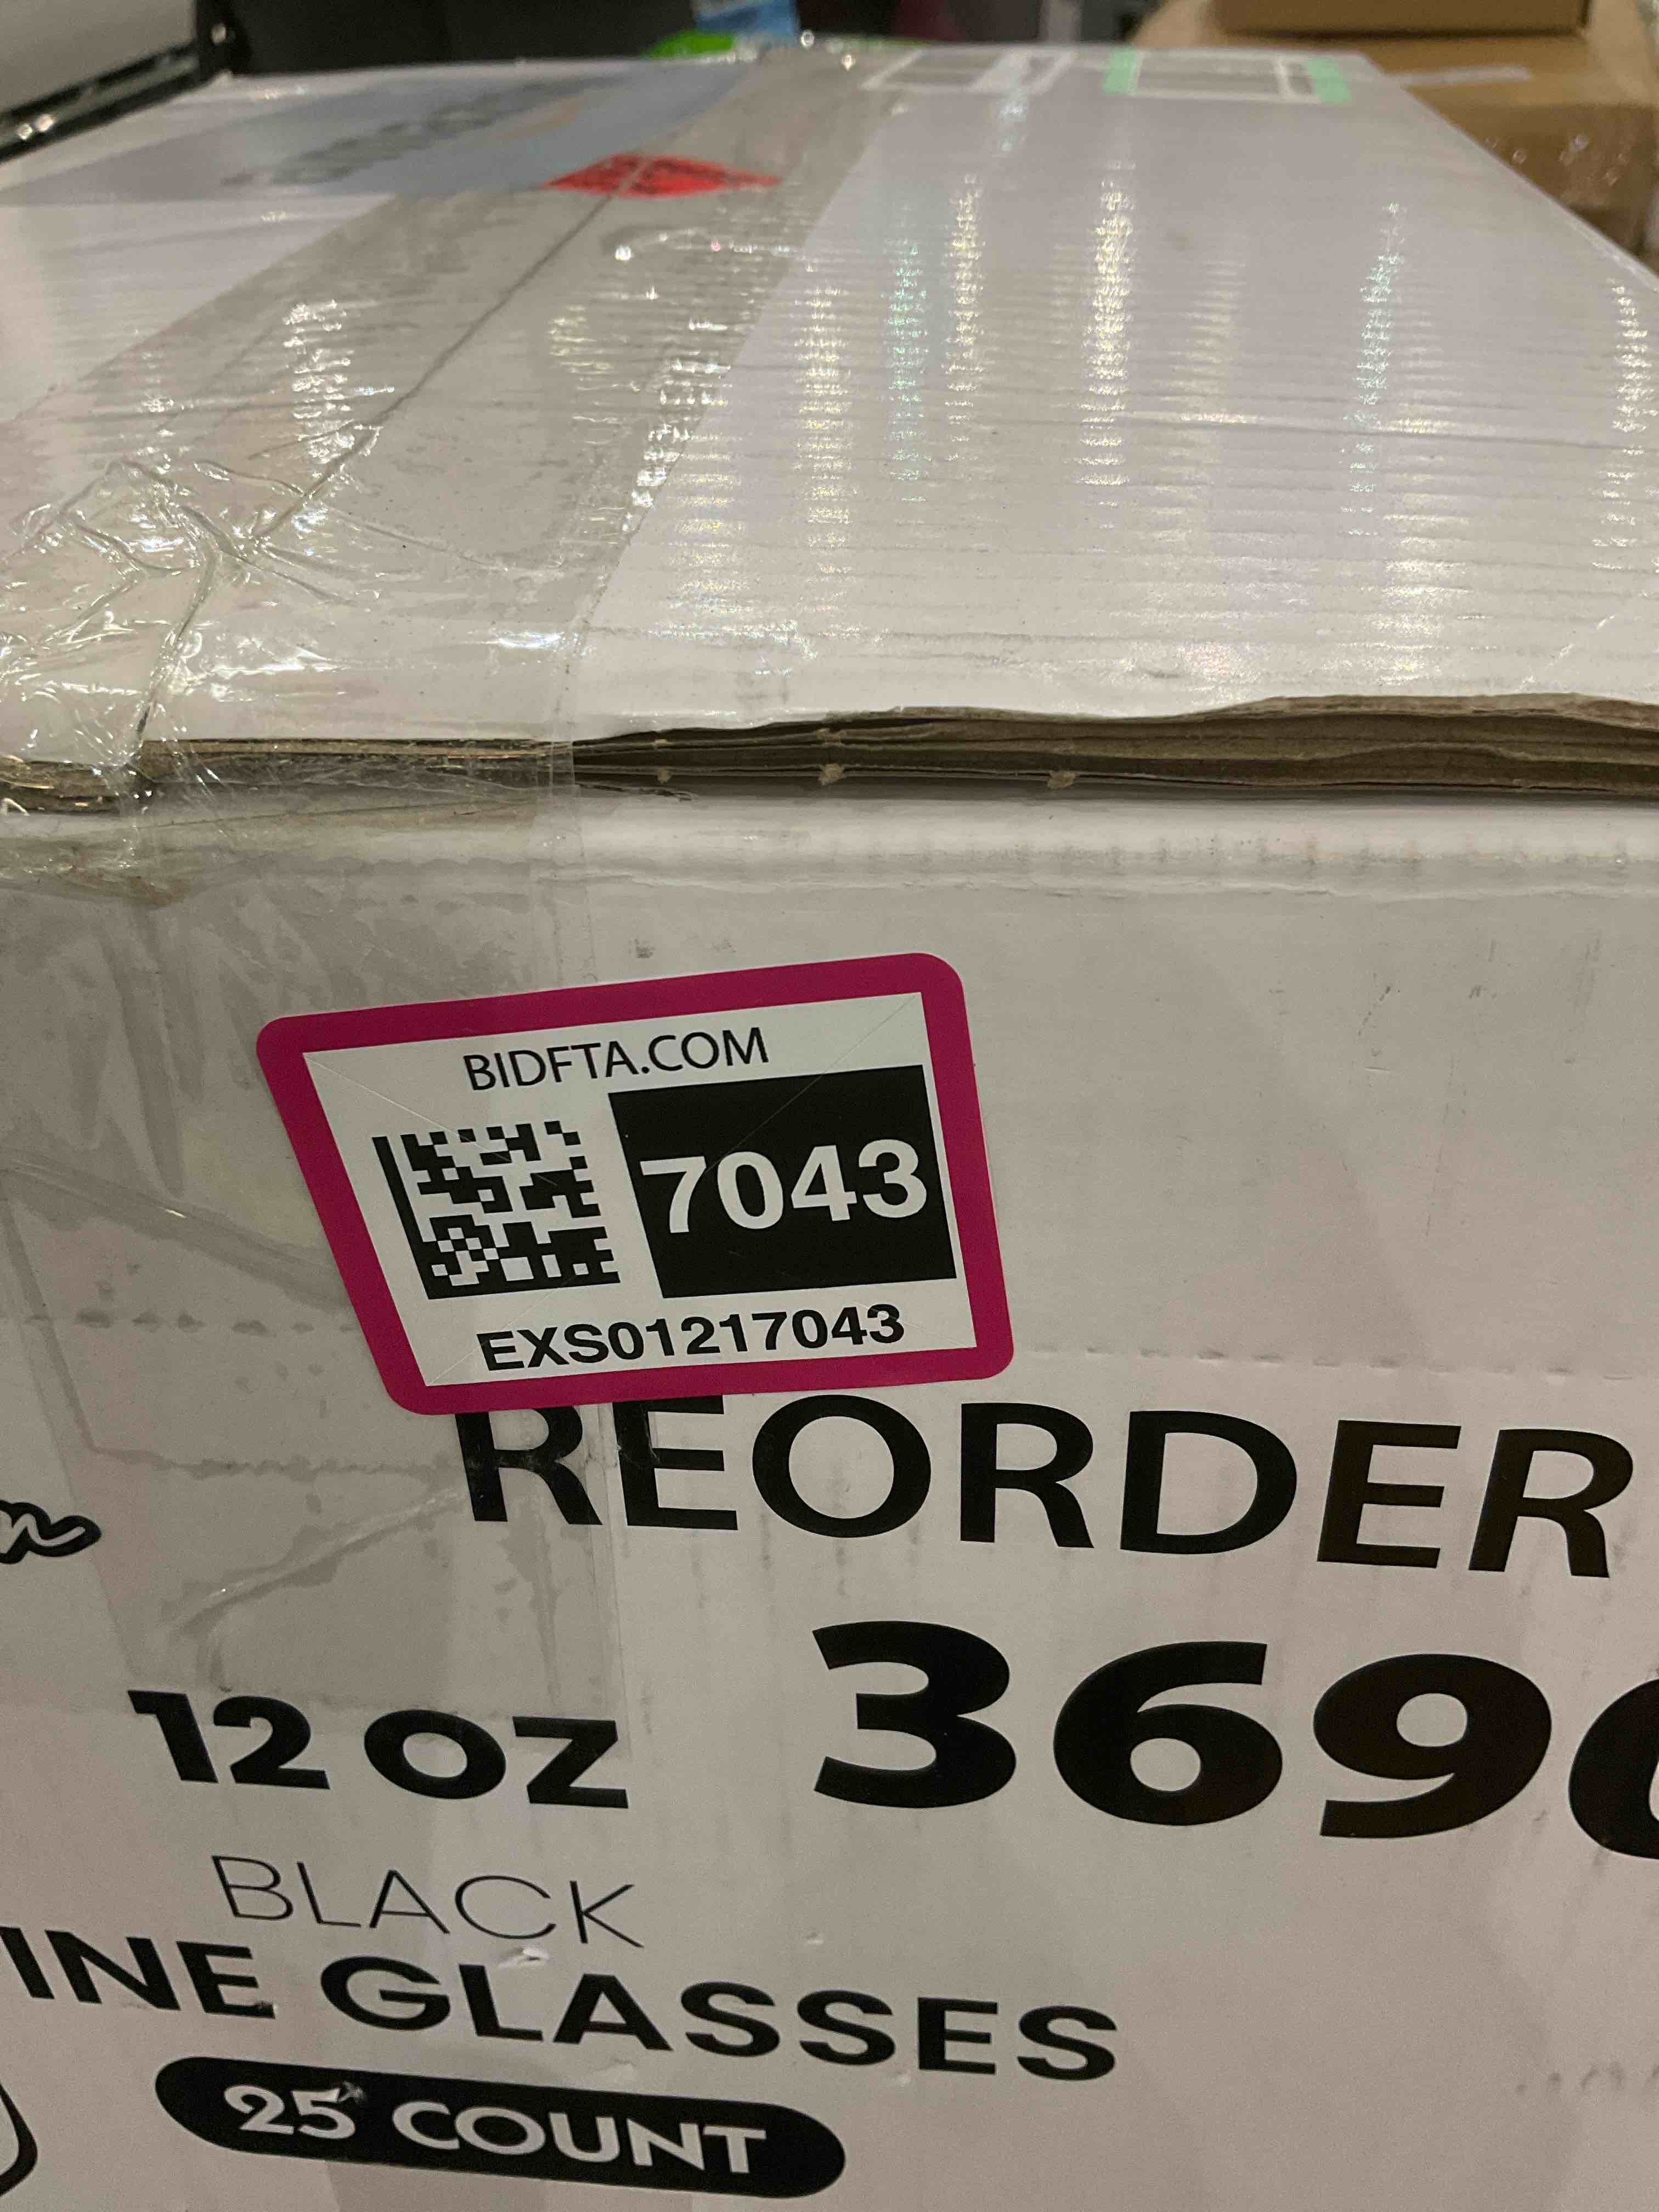 BIDFTA.COM
7043
EXS01217043
REORDER
12 OZ
369
BLACK
INE GLASSES
25 COUNT